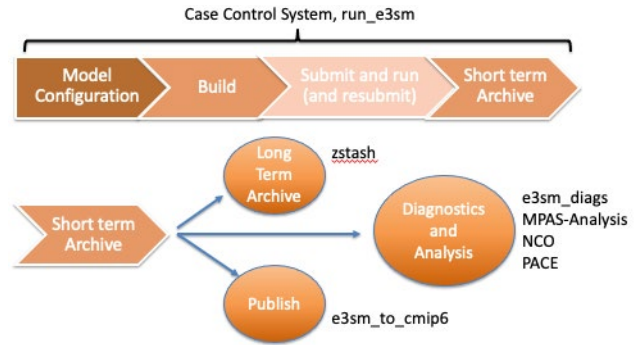 Case Control System, run_e3sm
Model
Configuration
Build
Submit and run
(and resubmit)
Short term
Archive
Long
Term
Archive
zstash
Short term
Archive
Diagnostics
and
Analysis
e3sm_diags
MPAS-Analysis
NCO
PACE
Publish
e3sm_to_cmip6